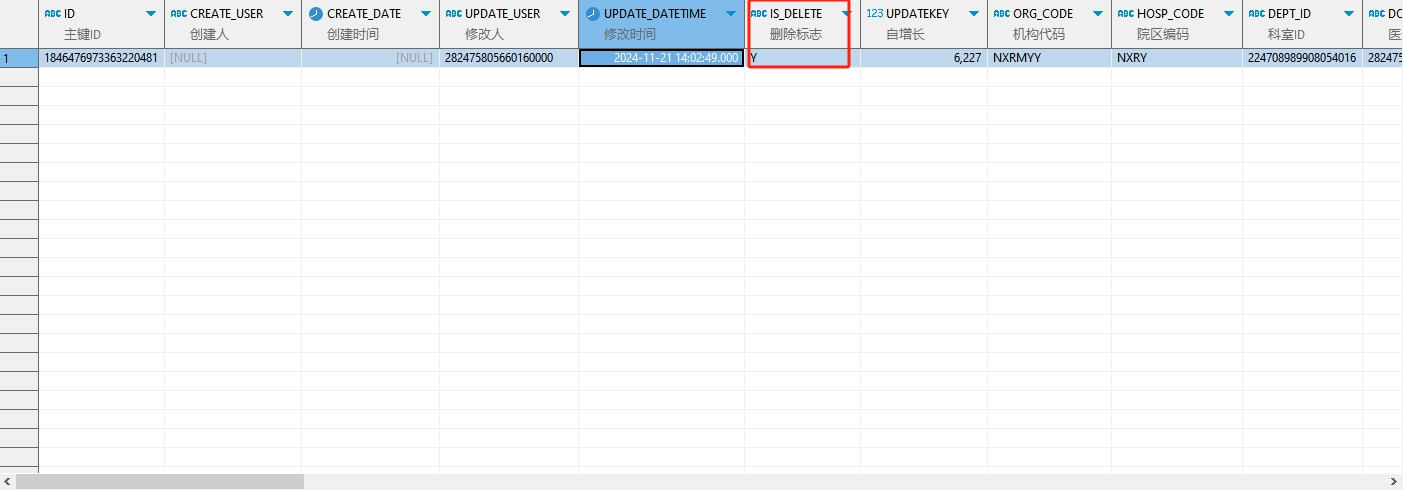 ABC ID ABC CREATE_USER CREATE_DATE ABC UPDATE_USER UPDATE_DATETIME ABC IS_DELETE 123 UPDATEKEY ABC ORG_CODE ABC HOSP_CODE ABC DEPT_ID ABC DC
主键ID 创建人 创建时间 修改人 修改时间 删除标志 自增长 机构代码 院区编码 科室ID 医
1 1846476973363220481 [NULL] [NULL] 282475805660160000 2024-11-21 14:02:49.000 Y 6,227 NXRMYY NXRY 224708989908054016 282475